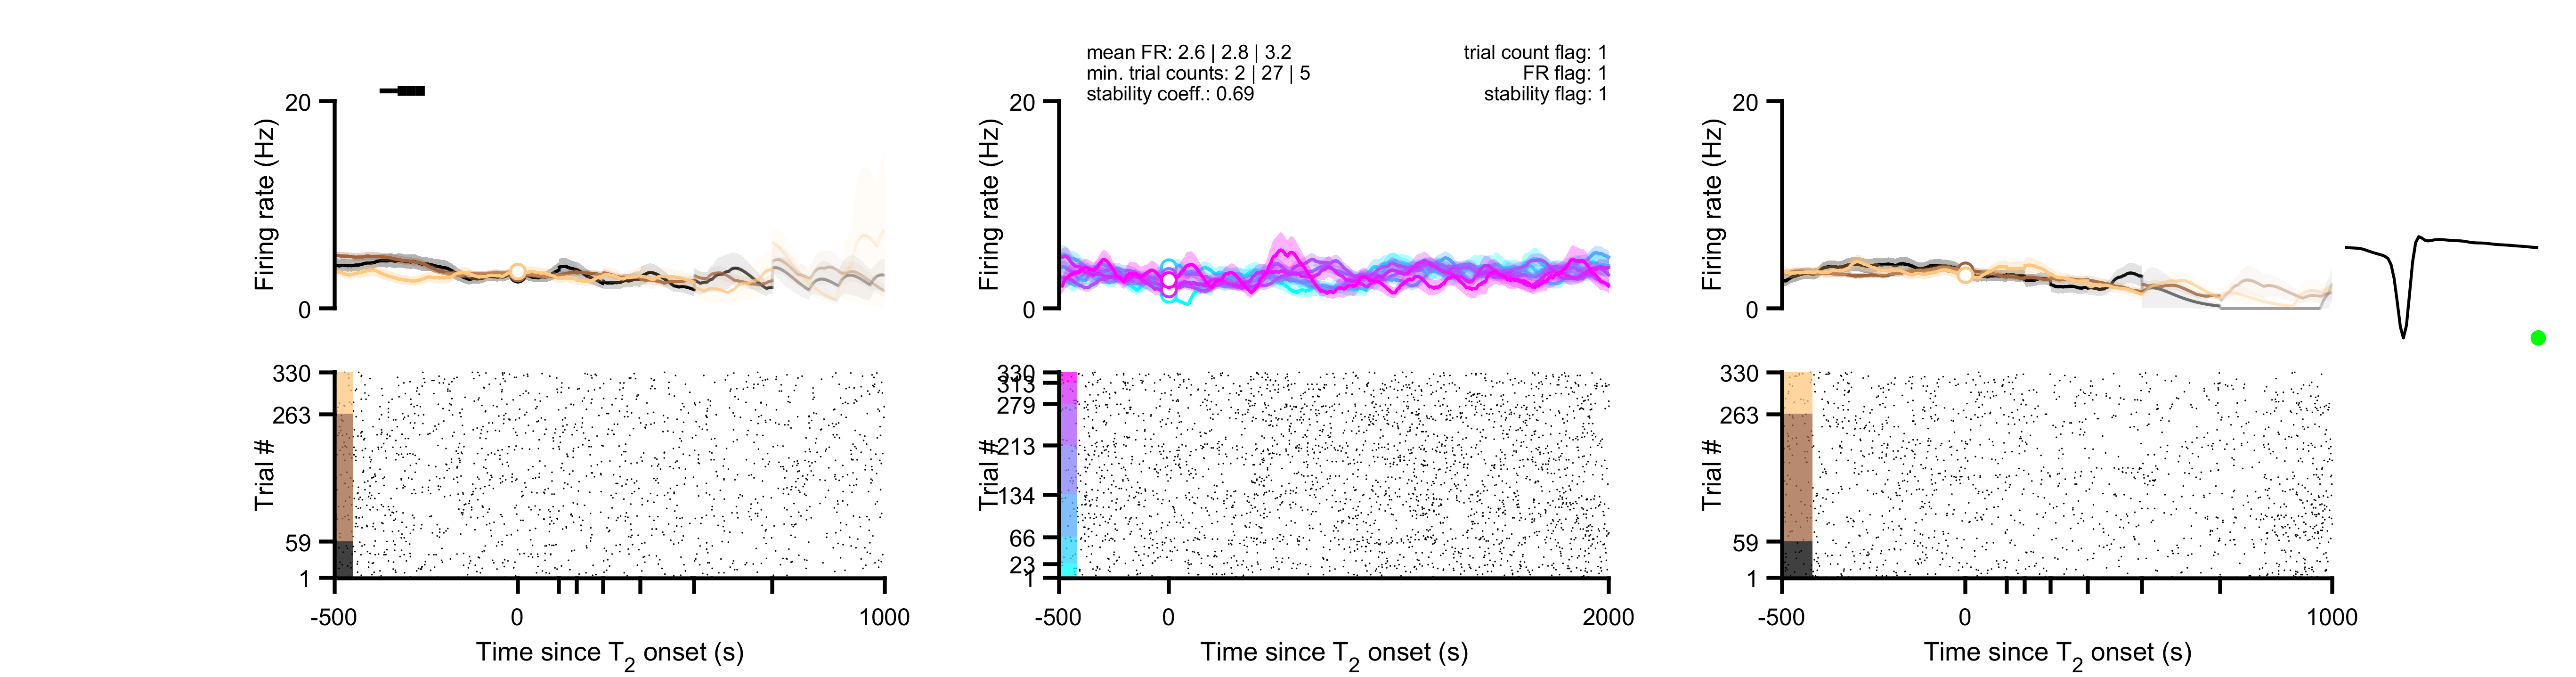 mean FR: 2.6 | 2.8 | 3.2
min. trial counts: 2 | 27 | 5
stability coeff.: 0.69
trial count flag: 1
FR flag: 1
stability flag: 1
20
0
Firing rate (Hz)
330
263
59
1
Trial #
-500
0
1000
Time since T2 onset (s)
20
0
Firing rate (Hz)
330
313
279
213
134
66
23
1
Trial #
-500
0
2000
Time since T2 onset (s)
20
0
Firing rate (Hz)
330
263
59
1
Trial #
-500
0
1000
Time since T2 onset (s)